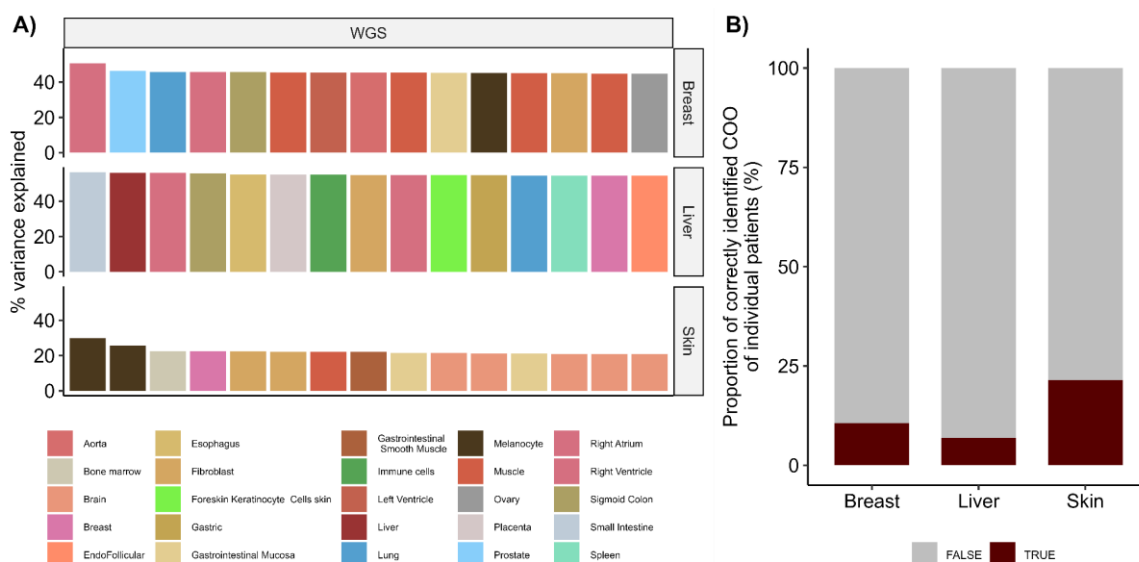 A)
WGS
% variance explained
40
20
0
Breast
40
20
0
Liver
40
20
0
Skin
Aorta
Bone marrow
Brain
Breast
EndoFollicular
Esophagus
Fibroblast
Foreskin Keratinocyte Cells skin
Gastric
Gastrointestinal Mucosa
Gastrointestinal
Smooth Muscle
Immune cells
Left Ventricle
Liver
Lung
Melanocyte
Muscle
Ovary
Placenta
Prostate
Right Atrium
Right Ventricle
Sigmoid Colon
Small Intestine
Spleen
B)
Proportion of correctly identified COO
of individual patients (%)
100
75
50
25
0
Breast Liver Skin
FALSE TRUE